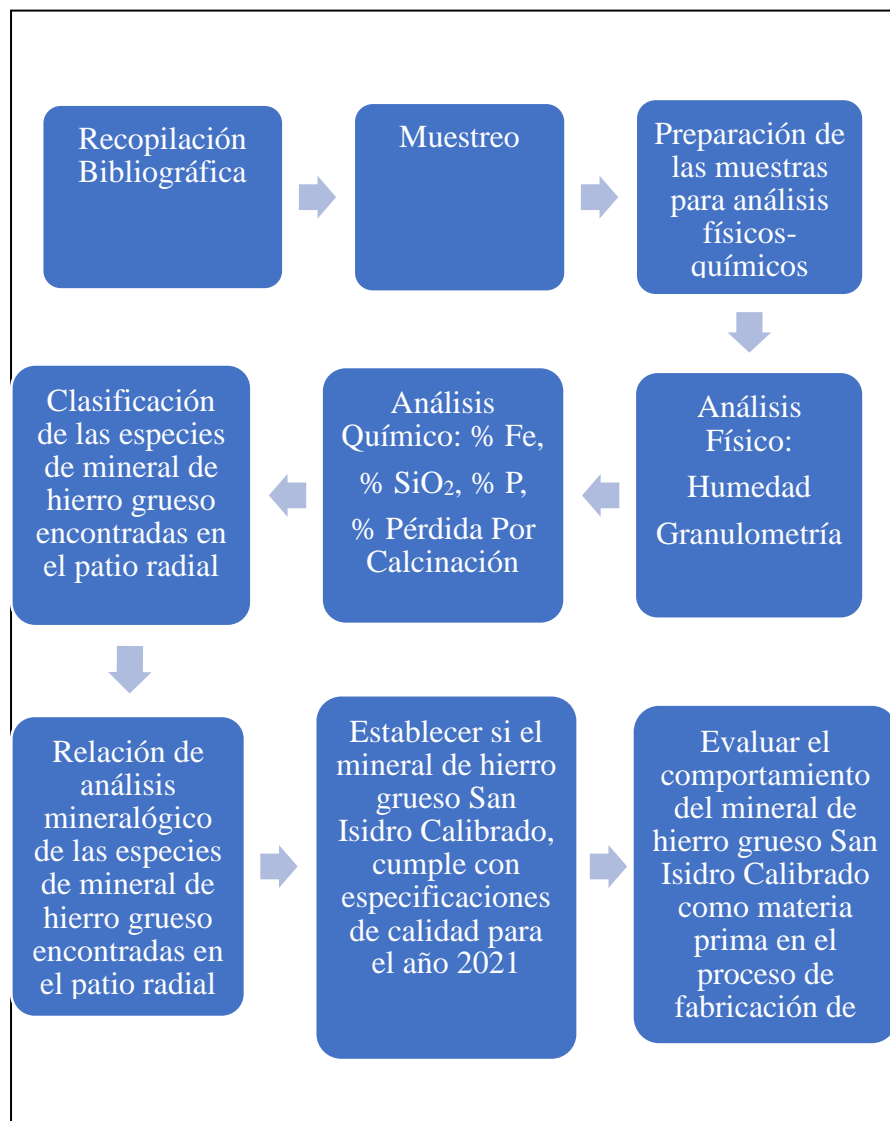 Recopilación
Bibliográfica
Muestreo
Preparación de
las muestras
para análisis
físicos-
químicos
Análisis
Físico:
Humedad
Granulometría
Análisis
Químico: % Fe,
% SiO₂, % P,
% Pérdida Por
Calcinación
Clasificación
de las especies
de mineral de
hierro grueso
encontradas en
el patio radial
Relación de
análisis
mineralógico
de las especies
de mineral de
hierro grueso
encontradas en
el patio radial
Establecer si el
mineral de hierro
grueso San
Isidro Calibrado,
cumple con
especificaciones
de calidad para
el año 2021
Evaluar el
comportamiento
del mineral de
hierro grueso San
Isidro Calibrado
como materia
prima en el
proceso de
fabricación de